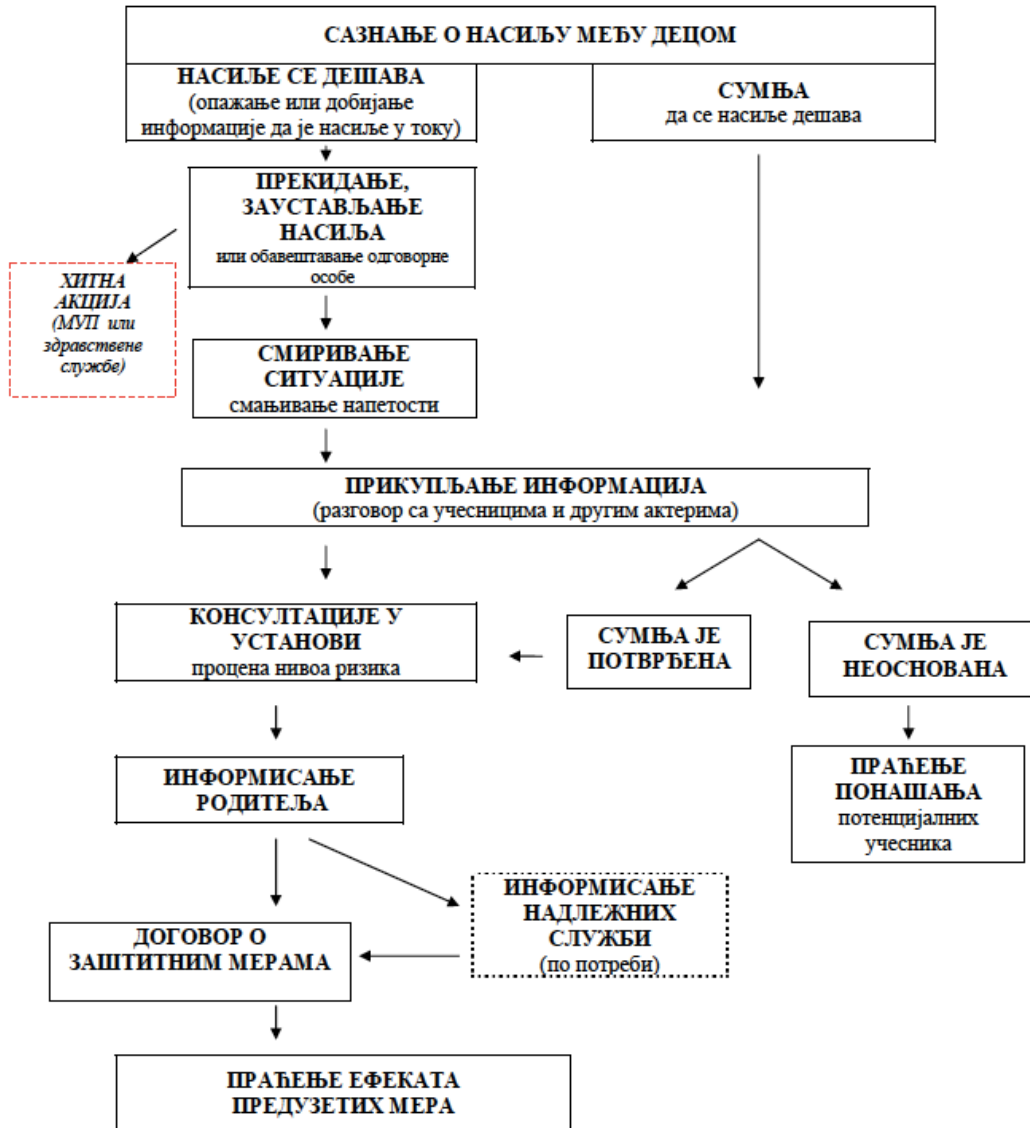 САЗНАЊЕ О НАСИЉУ МЕЂУ ДЕЦОМ
НАСИЉЕ СЕ ДЕШАВА
(опажање или добијање
информације да је насиље у току)
СУМЊА
да се насиље дешава
ПРЕКИДАЊЕ,
ЗАУСТАВЉАЊЕ
НАСИЉА
или обавештавање одговорне
особе
ХИТНА
АКЦИЈА
(МУП или
здравствене
службе)
СМИРИВАЊЕ
СИТУАЦИЈЕ
смањивање напетости
ПРИКУПЉАЊЕ ИНФОРМАЦИЈА
(разговор са учесницима и другим актерима)
КОНСУЛТАЦИЈЕ У
УСТАНОВИ
процена нивоа ризика
СУМЊА ЈЕ
ПОТВРЂЕНА
СУМЊА ЈЕ
НЕОСНОВАНА
ИНФОРМИСАЊЕ
РОДИТЕЉА
ПРАЋЕЊЕ
ПОНАШАЊА
потенцијалних
учесника
ИНФОРМИСАЊЕ
НАДЛЕЖНИХ
СЛУЖБИ
(по потреби)
ДОГОВОР О
ЗАШТИТНИМ МЕРАМА
ПРАЋЕЊЕ ЕФЕКАТА
ПРЕДУЗЕТИХ МЕРА